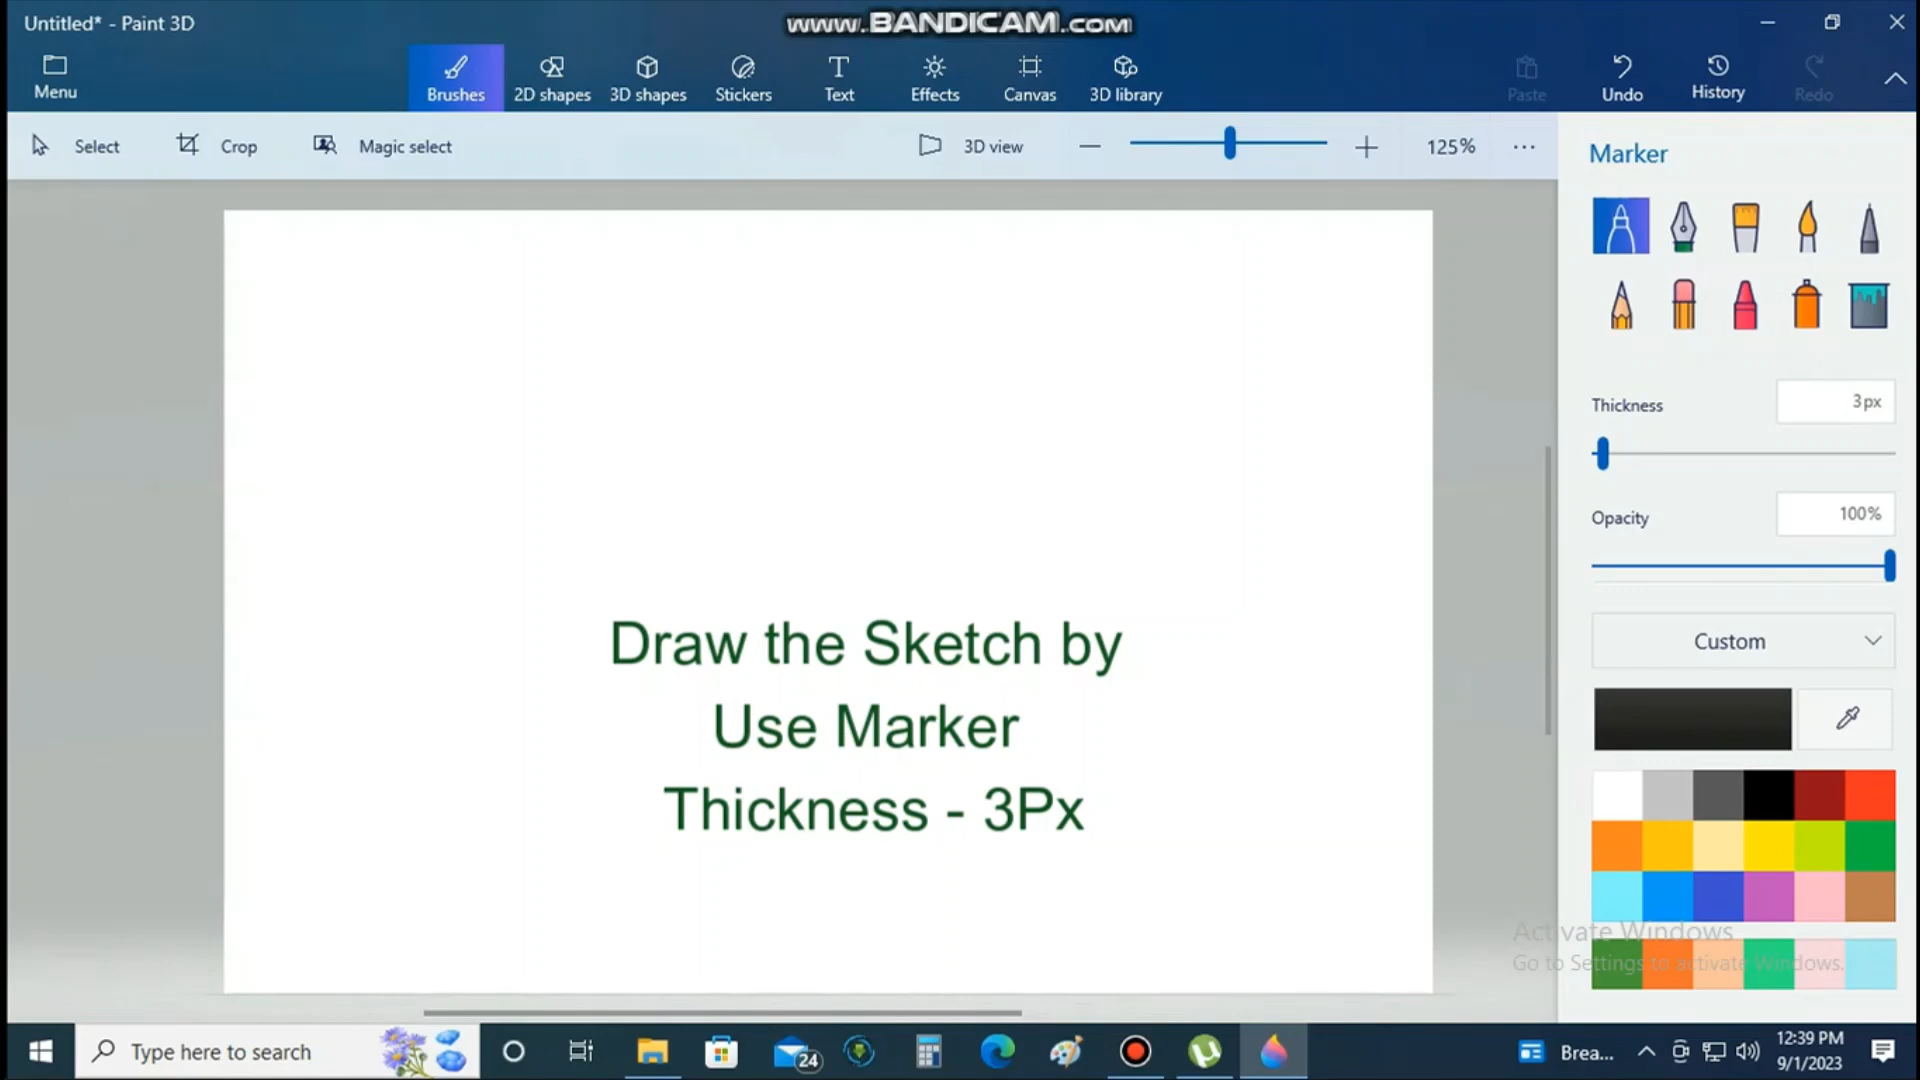 Untitled* - Paint 3D
www.BANDICAM.com
Menu
Brushes
2D shapes
3D shapes
Stickers
Text
Effects
Canvas
3D library
Paste
Undo
History
Redo
Select
Crop
Magic select
3D view
125%
Marker
Thickness
3px
Opacity
100%
Custom
Draw the Sketch by
Use Marker
Thickness - 3Px
Activate Windows
Go to Settings to activate Windows.
Type here to search
24
Brea...
12:39 PM
9/1/2023